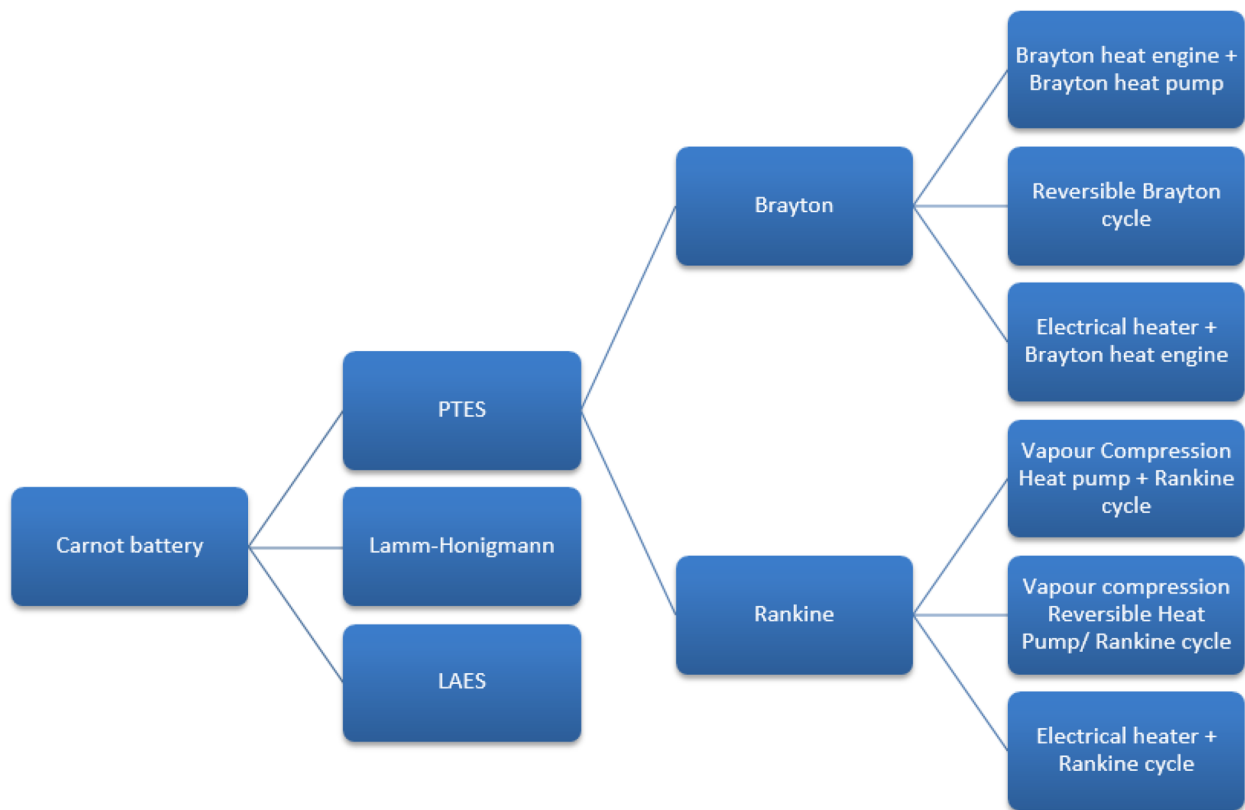 Carnot battery
PTES
Lamm-Honigmann
LAES
Brayton
Rankine
Brayton heat engine +
Brayton heat pump
Reversible Brayton
cycle
Electrical heater +
Brayton heat engine
Vapour Compression
Heat pump + Rankine
cycle
Vapour compression
Reversible Heat
Pump/ Rankine cycle
Electrical heater +
Rankine cycle